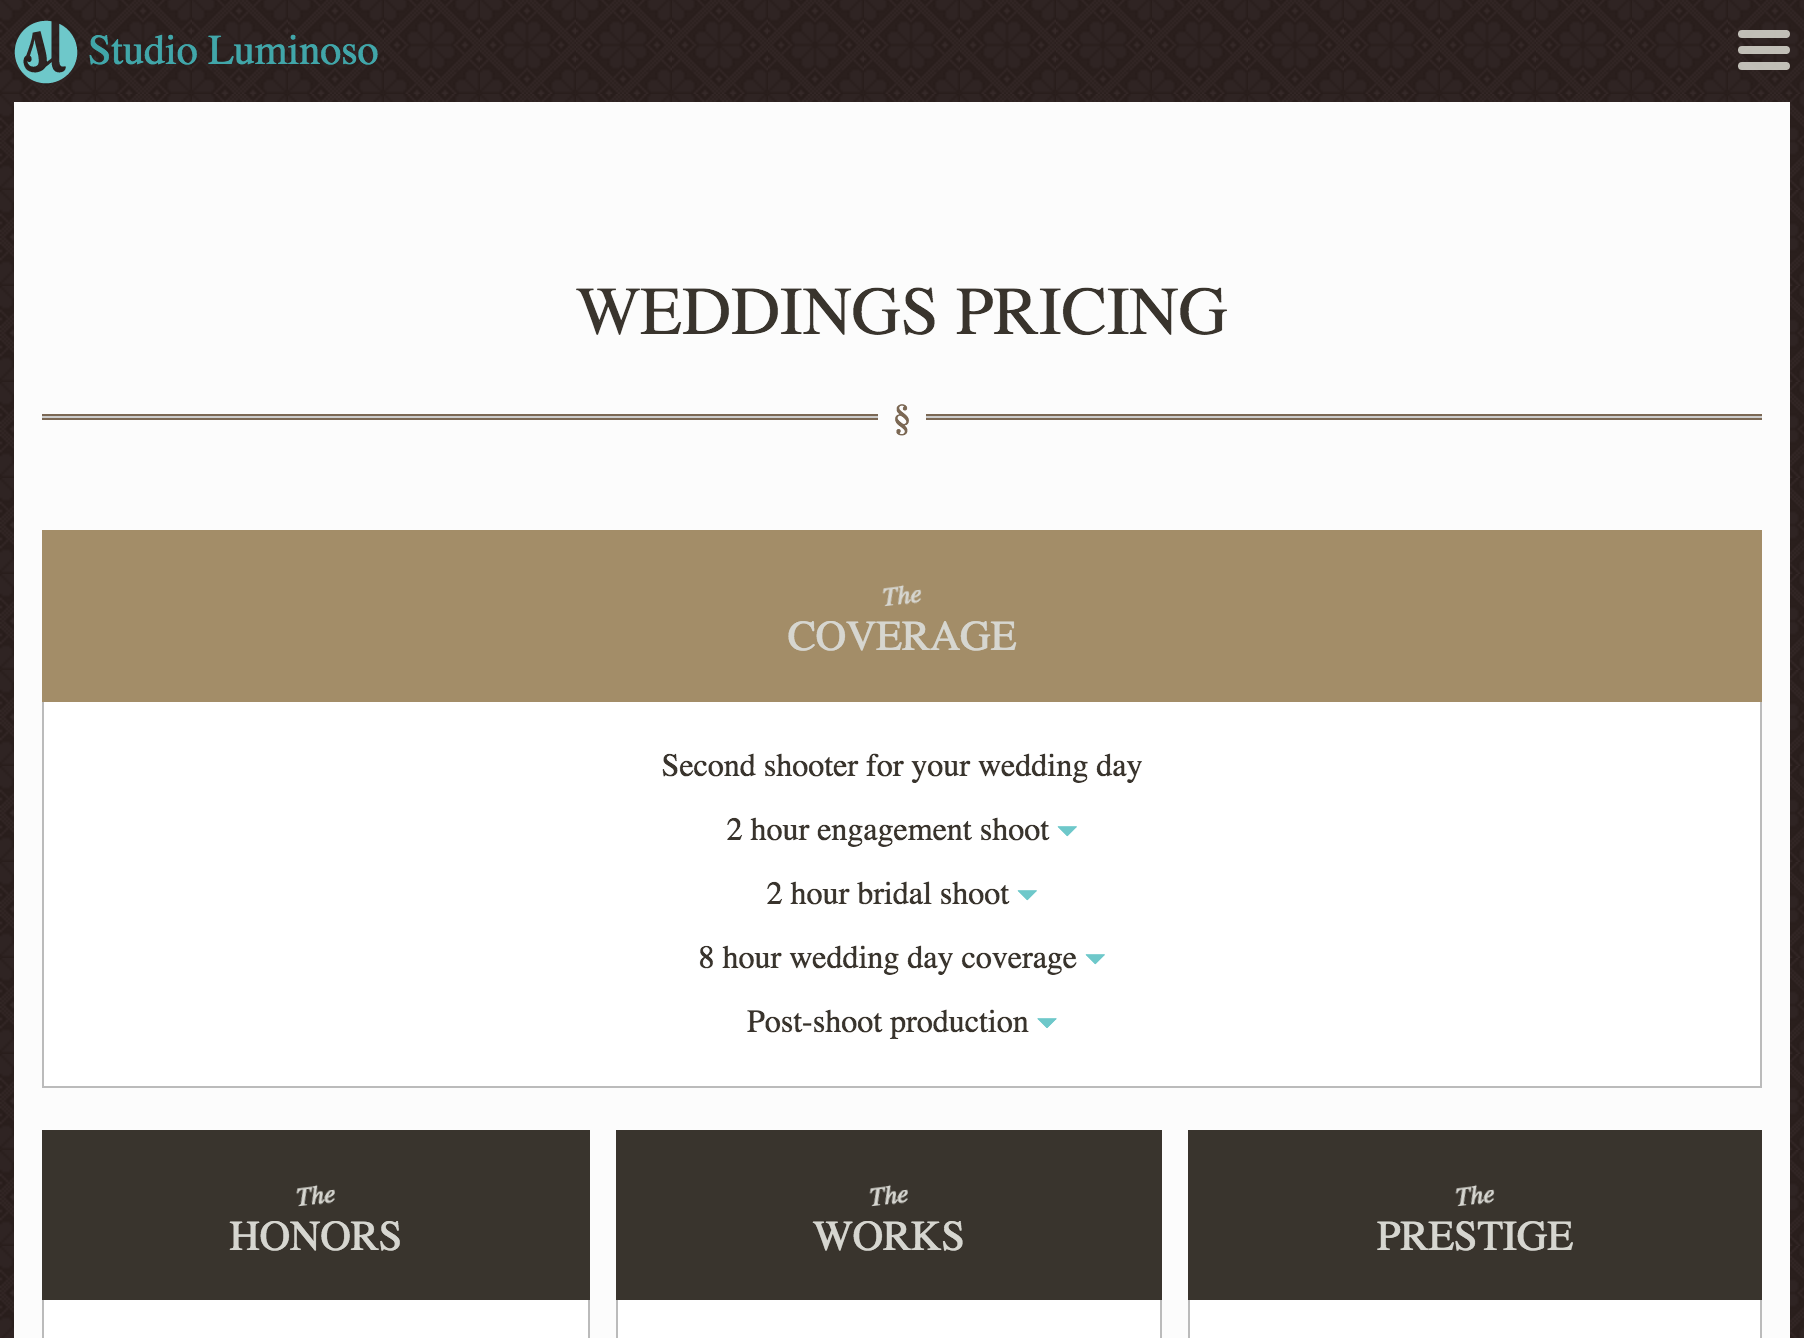 sl Studio Luminoso
WEDDINGS PRICING
§
The
COVERAGE
Second shooter for your wedding day
2 hour engagement shoot
2 hour bridal shoot
8 hour wedding day coverage
Post-shoot production
The
HONORS
The
WORKS
The
PRESTIGE